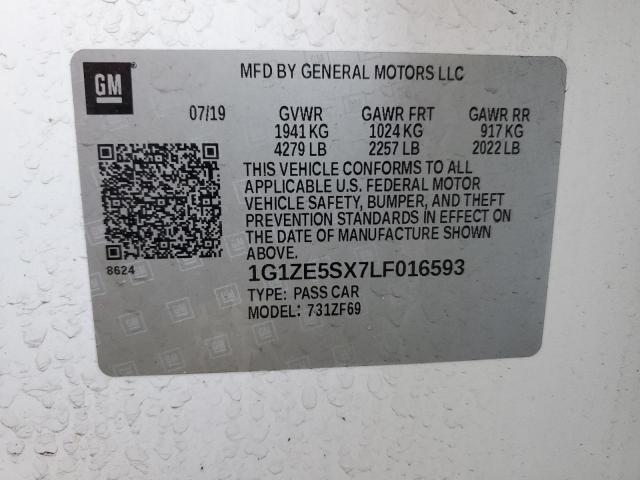 GM
MFD BY GENERAL MOTORS LLC
07/19 GVWR GAWR FRT GAWR RR
1941 KG 1024 KG 917 KG
4279 LB 2257 LB 2022 LB
THIS VEHICLE CONFORMS TO ALL
APPLICABLE U.S. FEDERAL MOTOR
VEHICLE SAFETY, BUMPER, AND THEFT
PREVENTION STANDARDS IN EFFECT ON
THE DATE OF MANUFACTURE SHOWN
ABOVE.
8624
1G1ZE5SX7LF016593
TYPE: PASS CAR
MODEL: 731ZF69